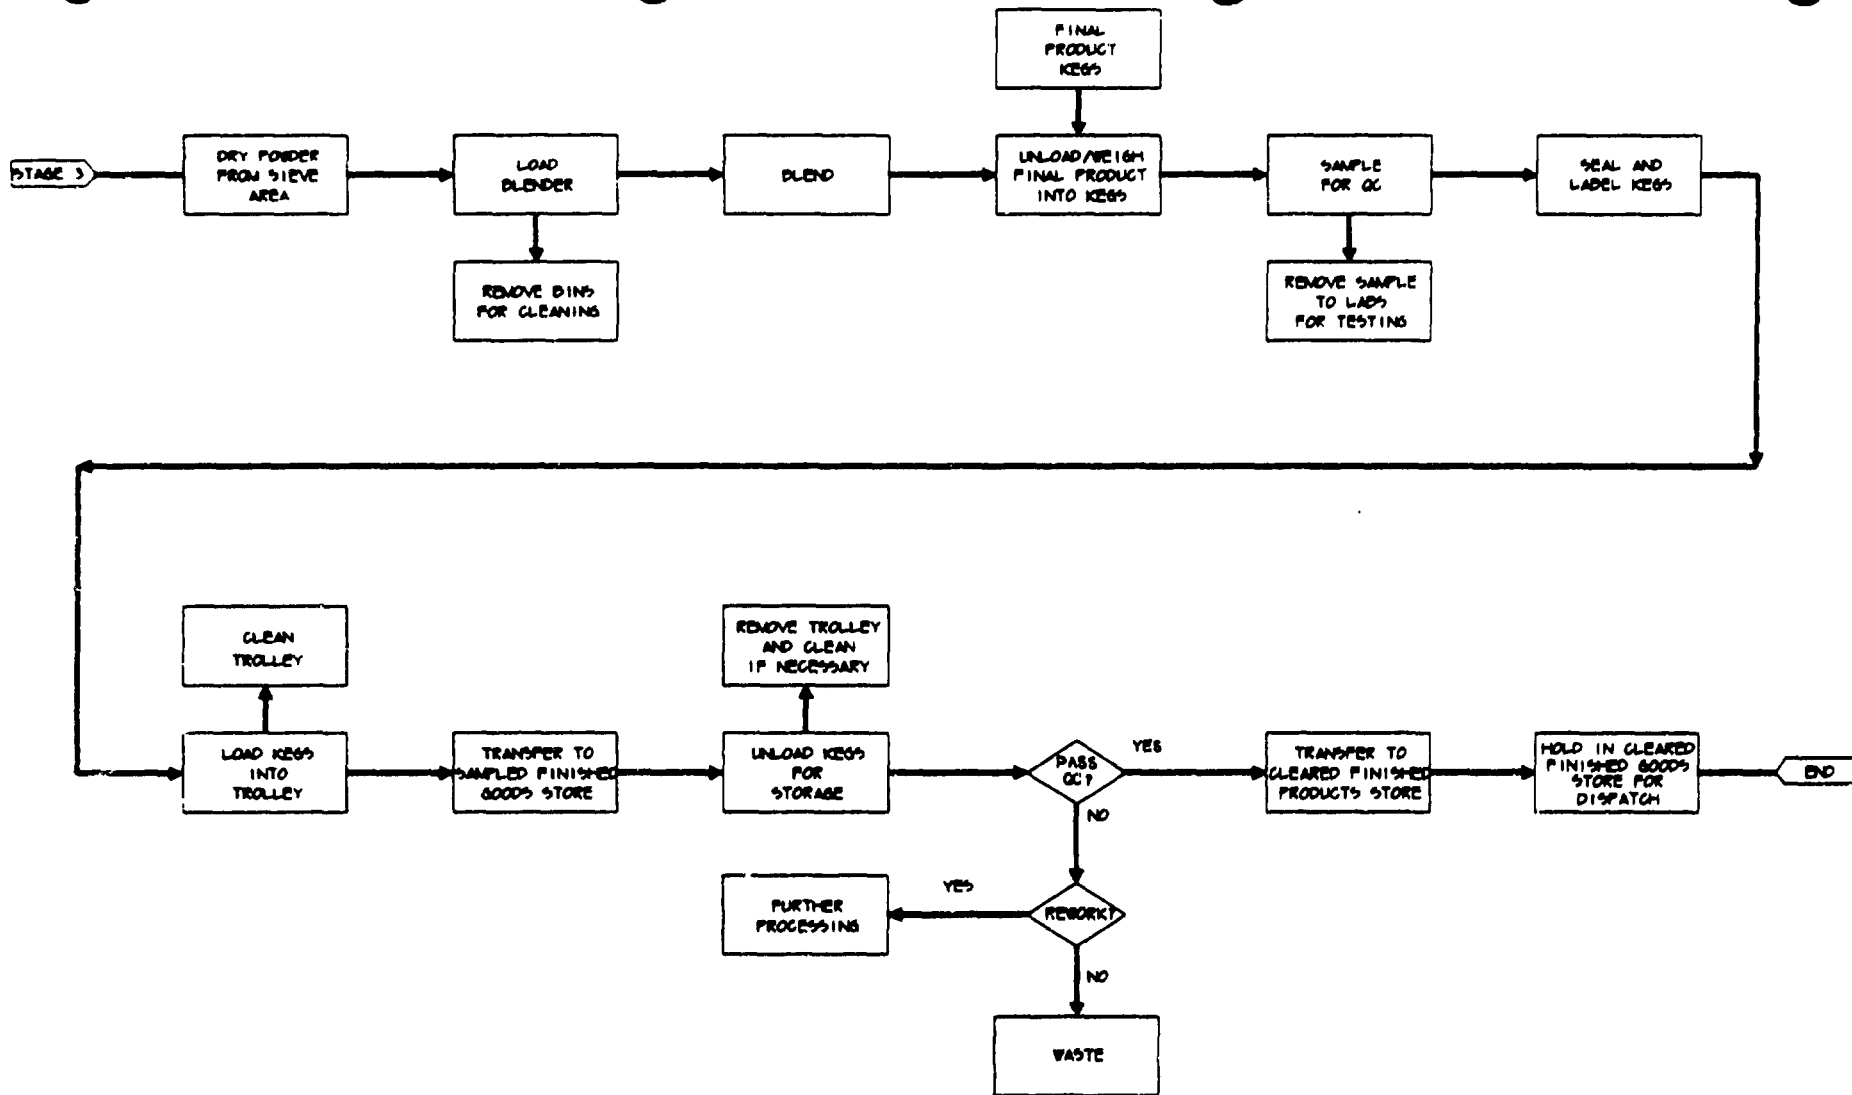 FINAL
PRODUCT
KEGS
STAGE 3
DRY POWDER
FROM SIEVE
AREA
LOAD
BLENDER
BLEND
UNLOAD/WEIGH
FINAL PRODUCT
INTO KEGS
SAMPLE
FOR QC
SEAL AND
LABEL KEGS
REMOVE BINS
FOR CLEANING
REMOVE SAMPLE
TO LABS
FOR TESTING
CLEAN
TROLLEY
REMOVE TROLLEY
AND CLEAN
IF NECESSARY
LOAD KEGS
INTO
TROLLEY
TRANSFER TO
SAMPLED FINISHED
GOODS STORE
UNLOAD KEGS
FOR
STORAGE
PASS
QC?
YES
TRANSFER TO
CLEARED FINISHED
PRODUCTS STORE
HOLD IN CLEARED
FINISHED GOODS
STORE FOR
DISPATCH
END
NO
FURTHER
PROCESSING
YES
REWORK?
NO
WASTE